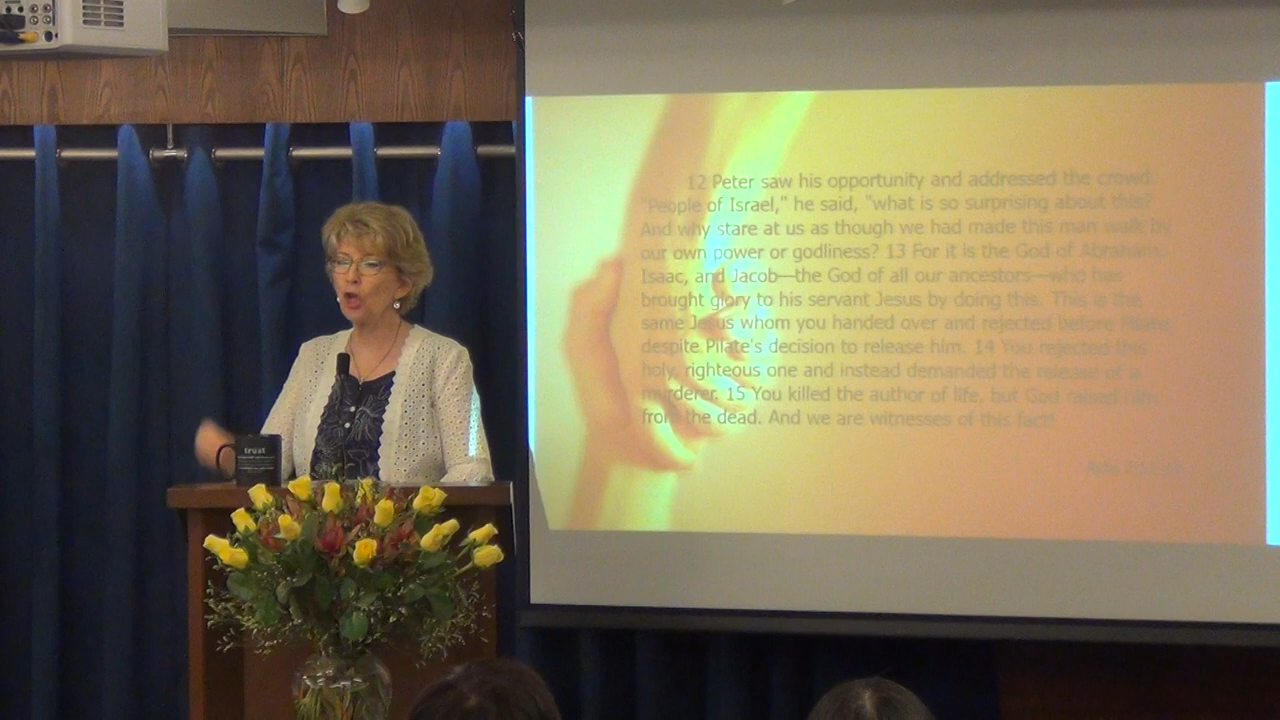 12 Peter saw his opportunity and addressed the crowd.
"People of Israel," he said, "what is so surprising about this?
And why stare at us as though we had made this man walk by
our own power or godliness? 13 For it is the God of Abraham,
Isaac, and Jacob—the God of all our ancestors—who has
brought glory to his servant Jesus by doing this. This is the
same Jesus whom you handed over and rejected before Pilate,
despite Pilate's decision to release him. 14 You rejected this
holy, righteous one and instead demanded the release of a
murderer. 15 You killed the author of life, but God raised him
from the dead. And we are witnesses of this fact!
Acts
trust